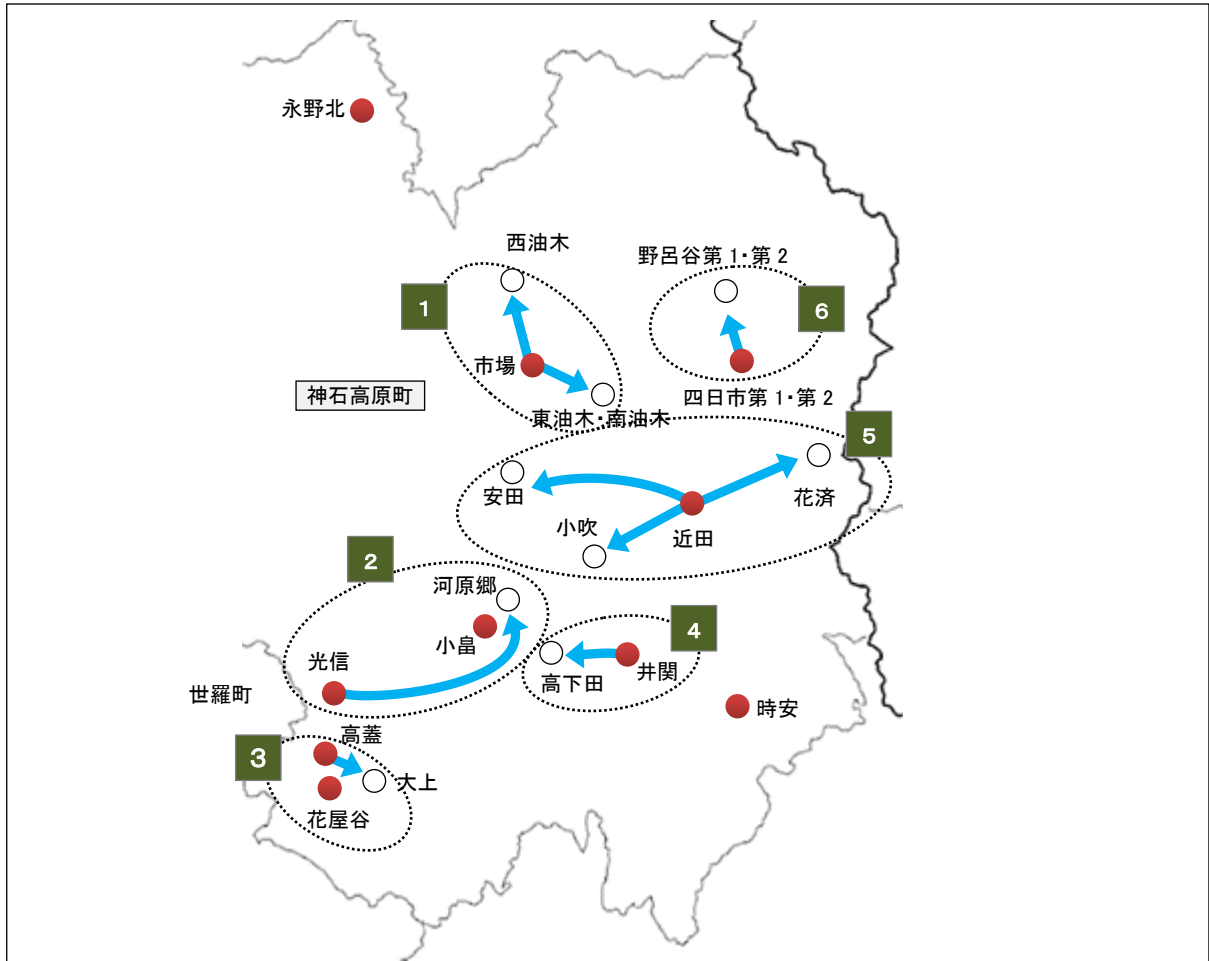 永野北
西油木
野呂谷第1・第2
1
6
市場
神石高原町
四日市第1・第2
東油木・南油木
5
安田
花済
小吹
近田
2
河原郷
4
小畠
光信
高下田
井関
世羅町
時安
高蓋
3
大上
花屋谷